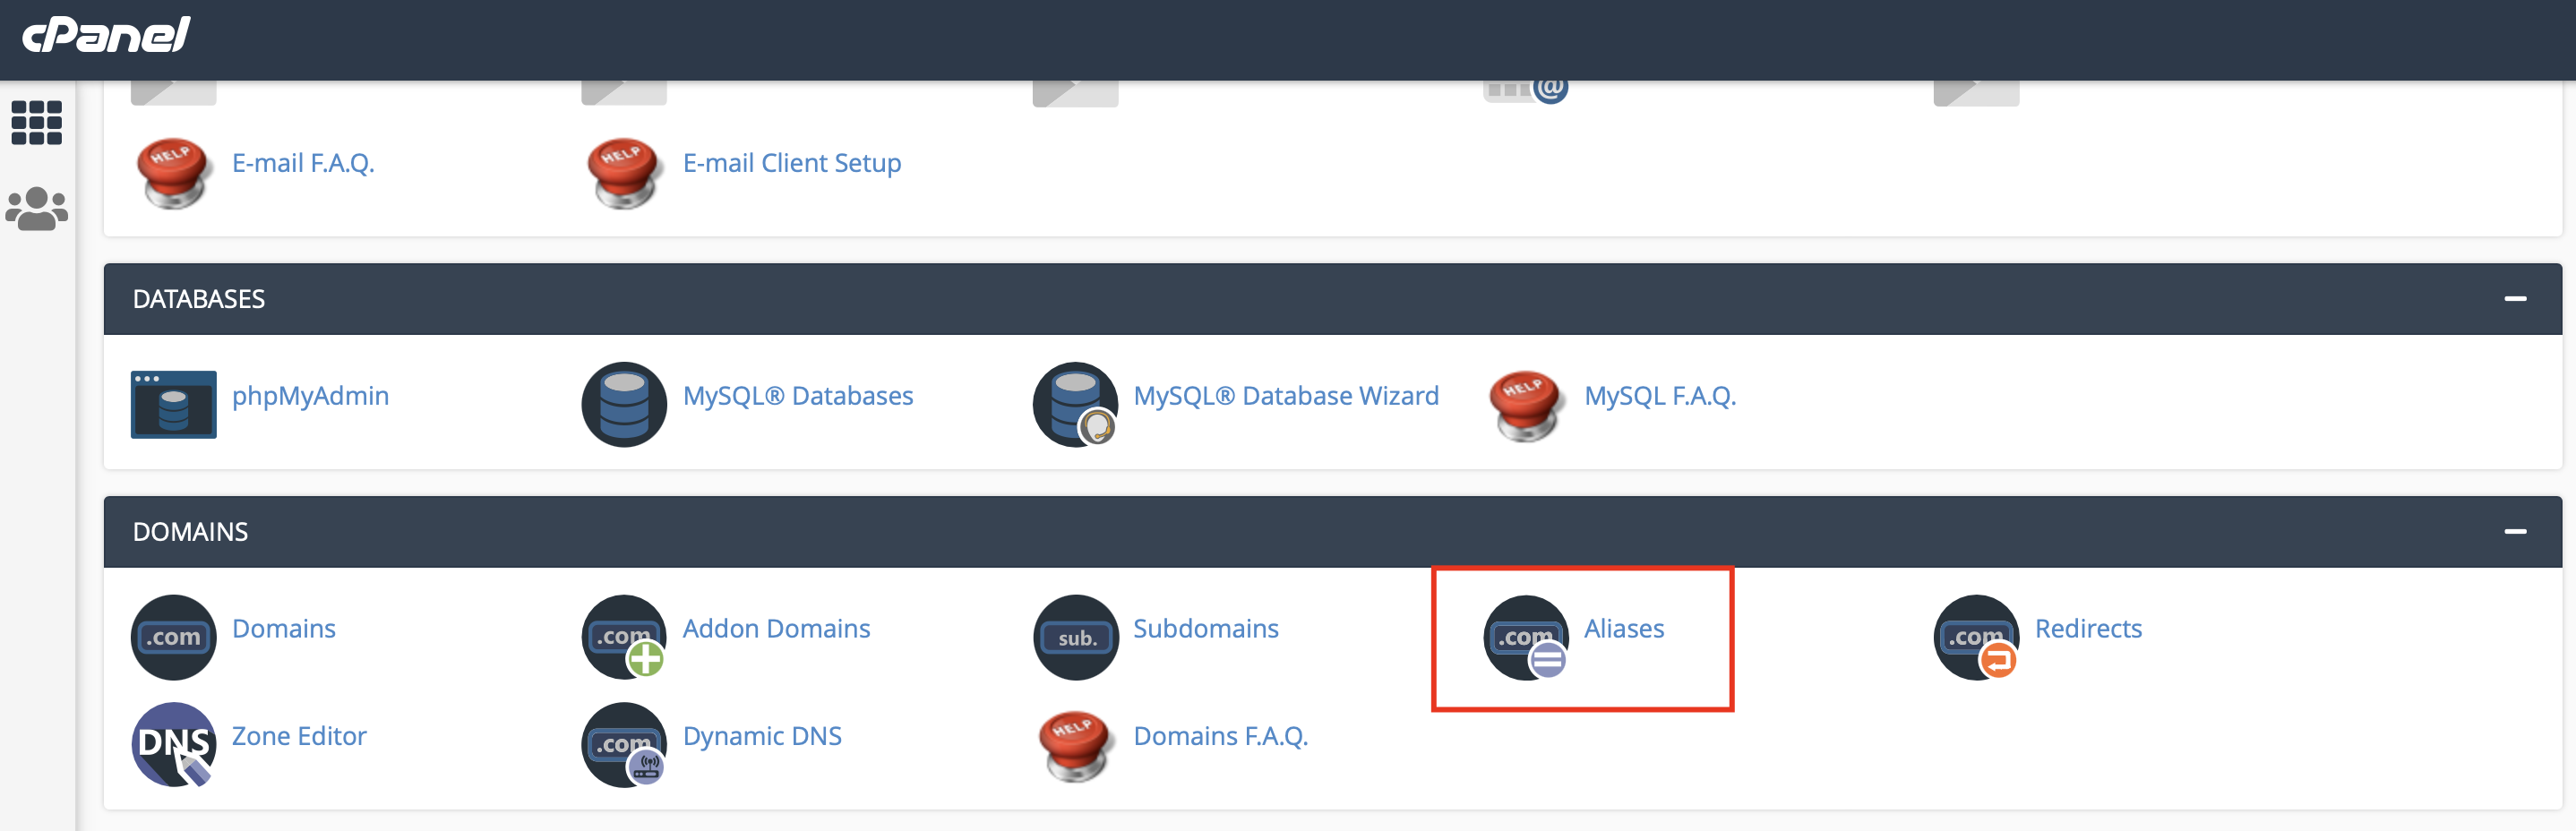 cPanel
@
HELP E-mail F.A.Q.
HELP E-mail Client Setup
DATABASES
phpMyAdmin
MySQL® Databases
MySQL® Database Wizard
HELP MySQL F.A.Q.
DOMAINS
.com Domains
.com Addon Domains
sub. Subdomains
.com Aliases
.com Redirects
DNS Zone Editor
.com Dynamic DNS
HELP Domains F.A.Q.